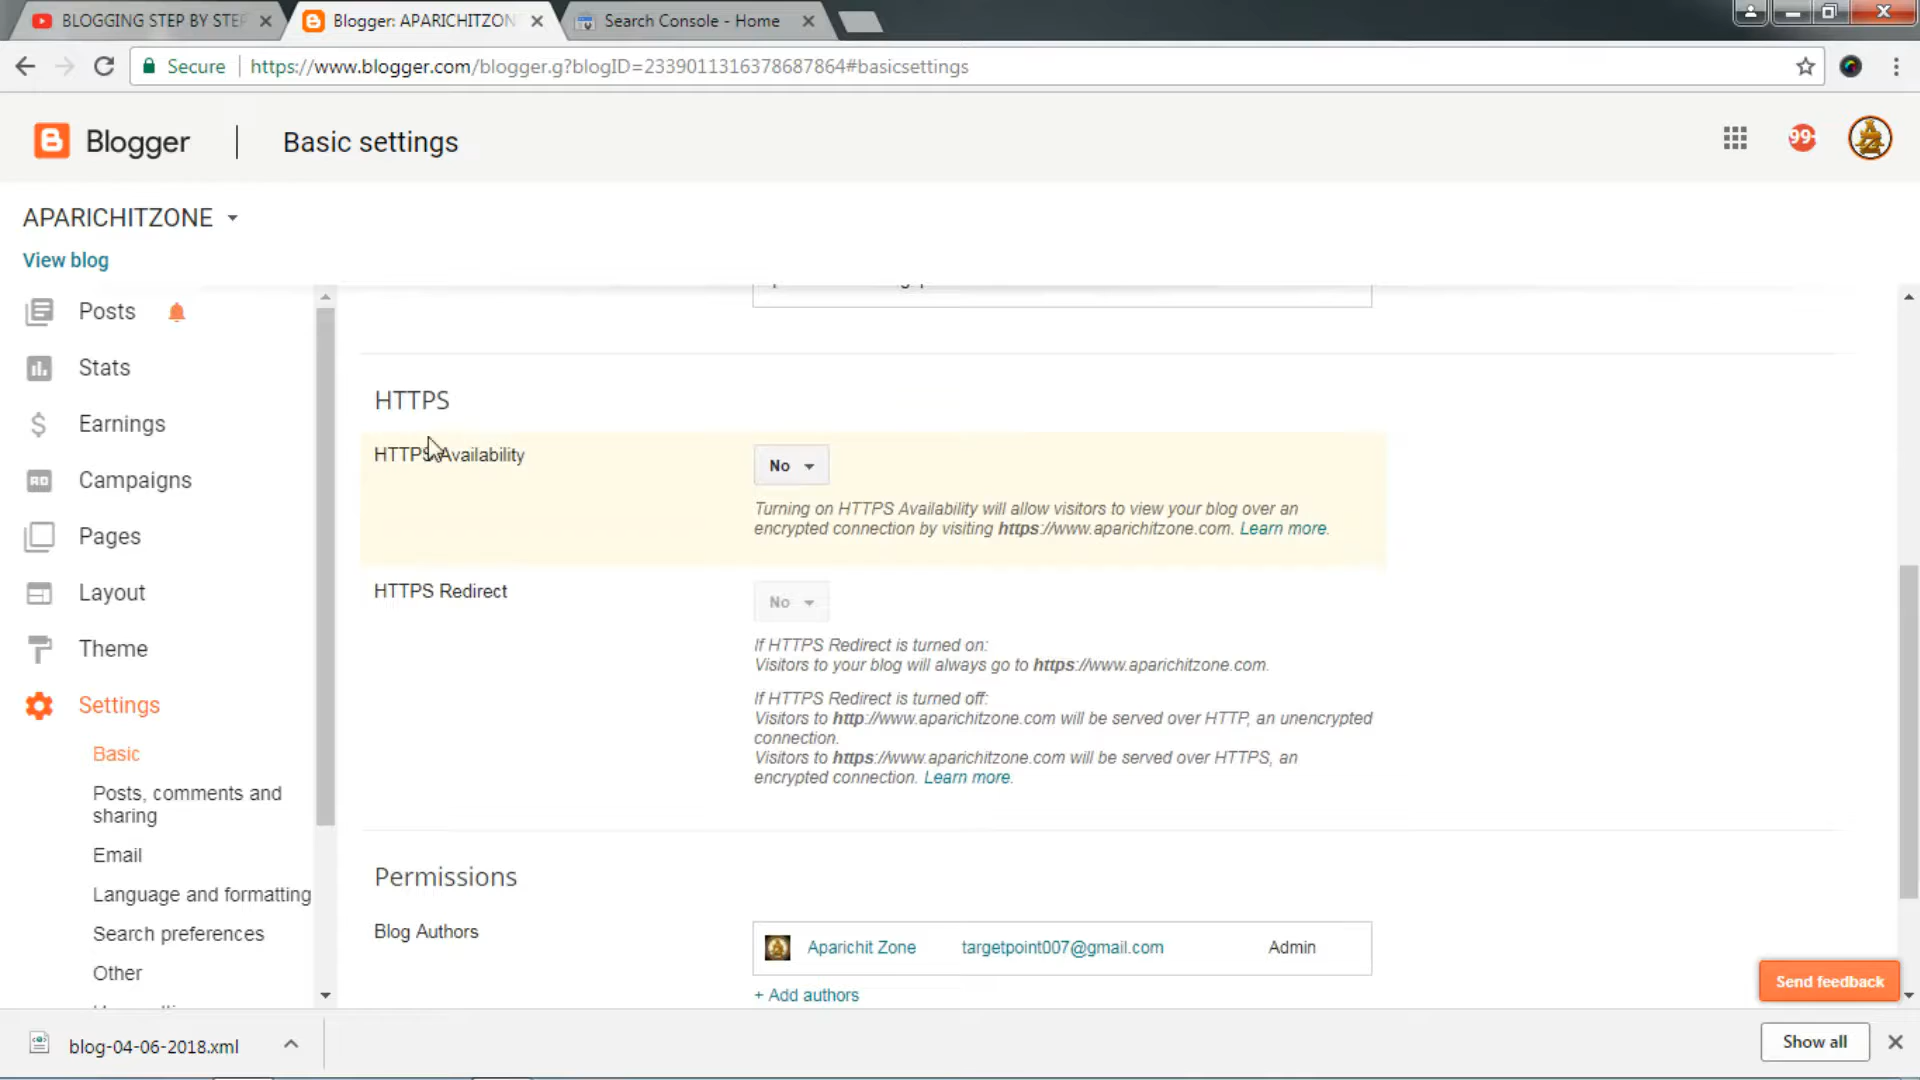 BLOGGING STEP BY STEP
Blogger: APARICHITZON
Search Console - Home
Secure
https://www.blogger.com/blogger.g?blogID=2339011316378687864#basicsettings
Blogger
Basic settings
99+
APARICHITZONE
View blog
Posts
Stats
Earnings
Campaigns
Pages
Layout
Theme
Settings
Basic
Posts, comments and
sharing
Email
Language and formatting
Search preferences
Other
HTTPS
HTTPS Availability
No
Turning on HTTPS Availability will allow visitors to view your blog over an
encrypted connection by visiting https://www.aparichitzone.com. Learn more.
HTTPS Redirect
No
If HTTPS Redirect is turned on:
Visitors to your blog will always go to https://www.aparichitzone.com.
If HTTPS Redirect is turned off:
Visitors to http://www.aparichitzone.com will be served over HTTP, an unencrypted
connection.
Visitors to https://www.aparichitzone.com will be served over HTTPS, an
encrypted connection. Learn more.
Permissions
Blog Authors
Aparichit Zone targetpoint007@gmail.com Admin
+ Add authors
Send feedback
blog-04-06-2018.xml
Show all